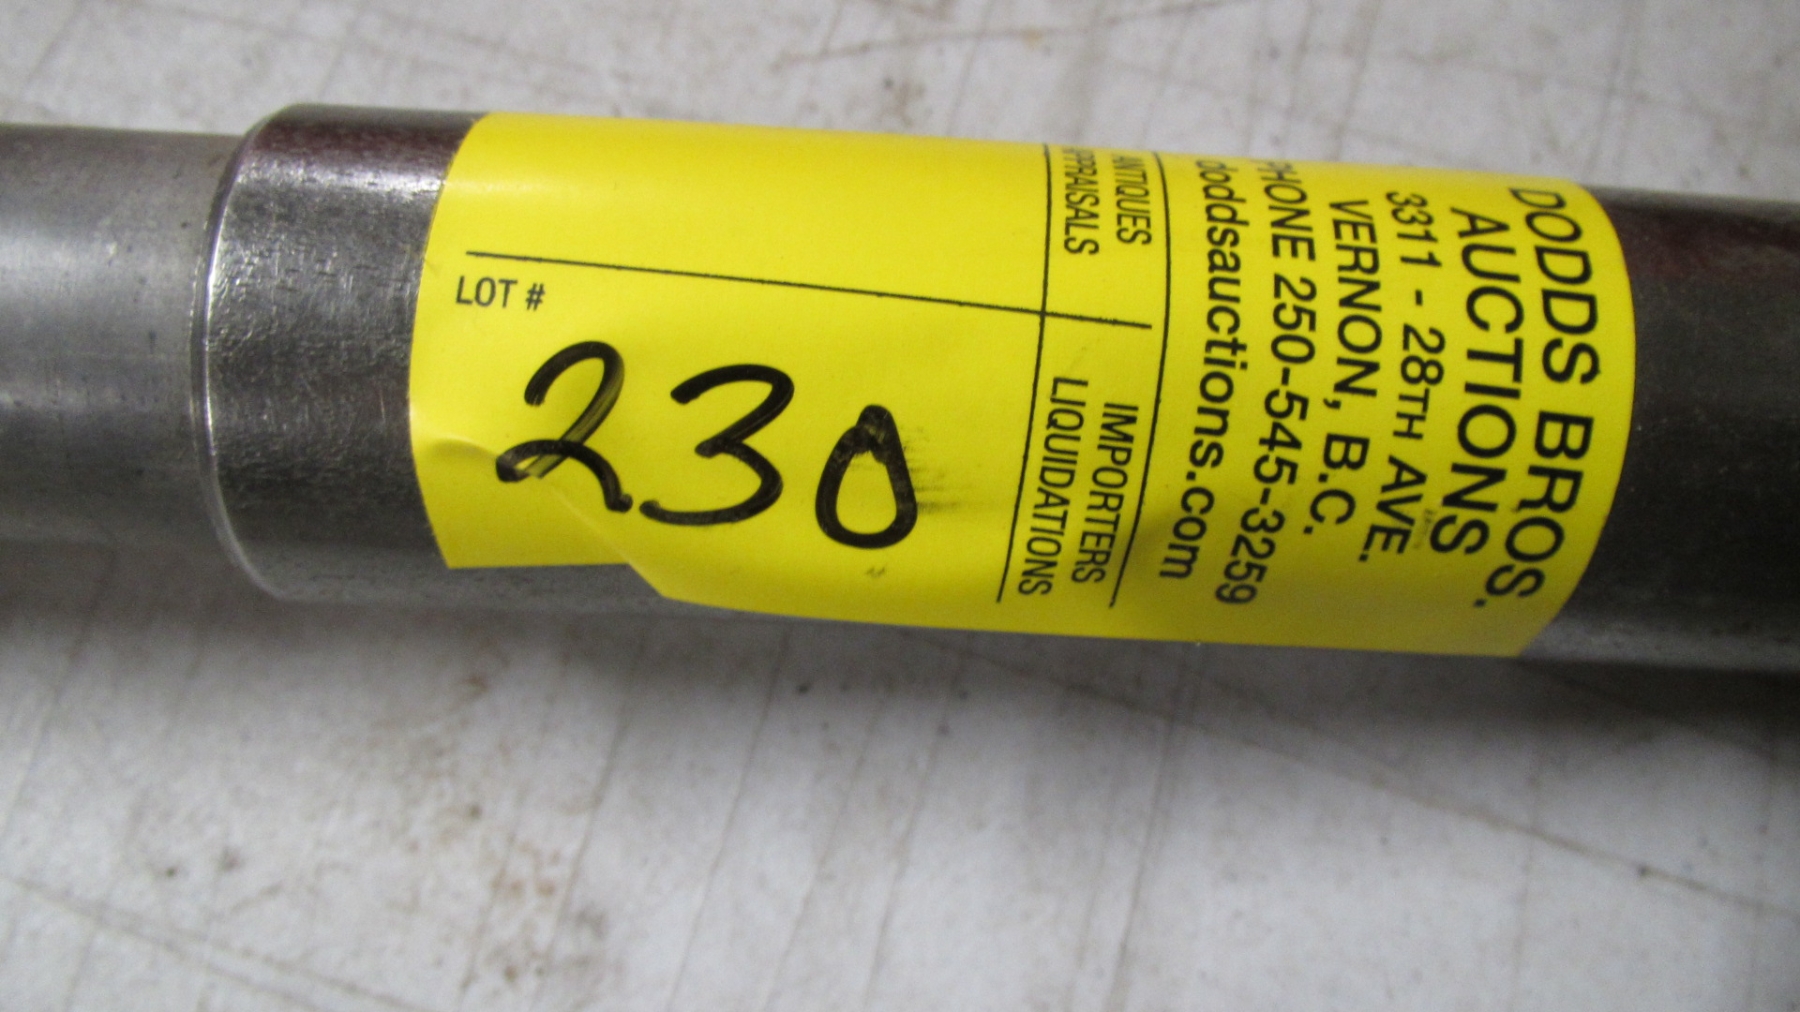 DODDS BROS.
AUCTIONS
3311 - 28TH AVE.
VERNON, B.C.
PHONE 250-545-3259
doddsauctions.com
ANTIQUES
APPRAISALS
IMPORTERS
LIQUIDATIONS
LOT #
230